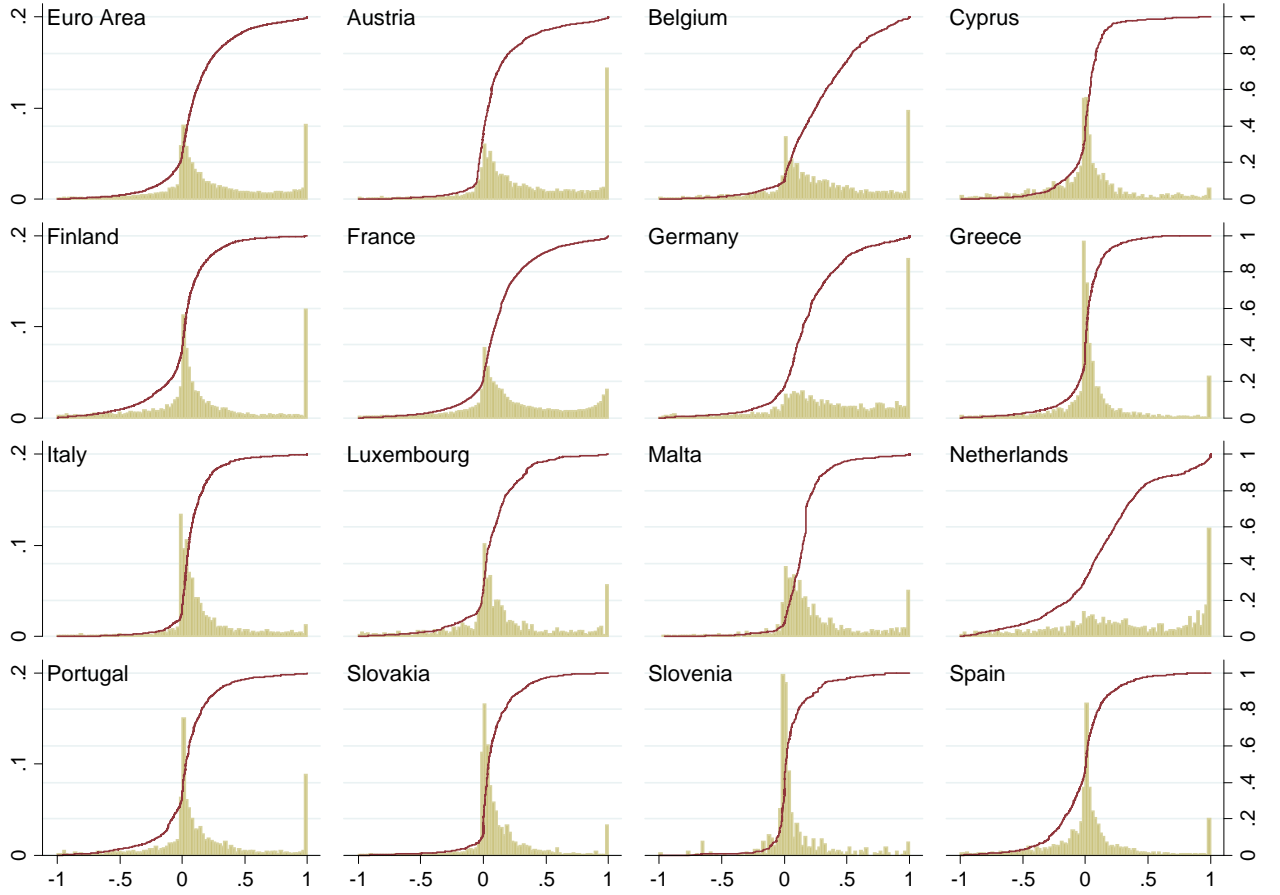 Euro Area Austria Belgium Cyprus
.2 .1 0
0 .2 .4 .6 .8 1
Finland France Germany Greece
.2 .1 0
0 .2 .4 .6 .8 1
Italy Luxembourg Malta Netherlands
.2 .1 0
0 .2 .4 .6 .8 1
Portugal Slovakia Slovenia Spain
.2 .1 0
0 .2 .4 .6 .8 1
-1 -.5 0 .5 1 -1 -.5 0 .5 1 -1 -.5 0 .5 1 -1 -.5 0 .5 1